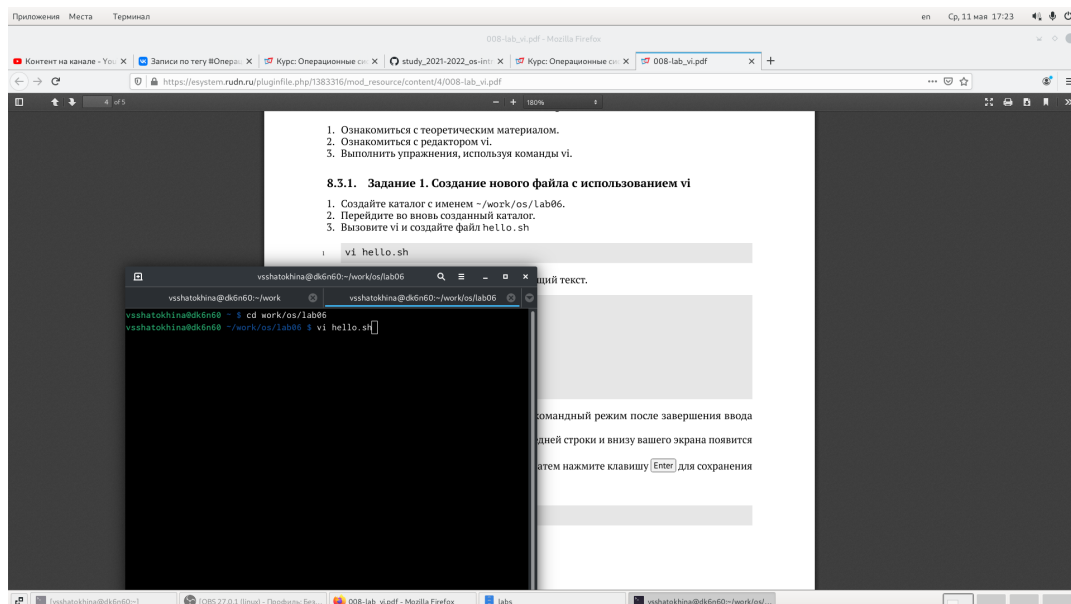 Приложения Места Терминал en Ср, 11 мая 17:23
008-lab_vi.pdf - Mozilla Firefox
Контент на канале - You Записи по тегу #Операц Курс: Операционные си study_2021-2022_os-intr Курс: Операционные си 008-lab_vi.pdf
https://esystem.rudn.ru/pluginfile.php/1383316/mod_resource/content/4/008-lab_vi.pdf
4 of 5 180%
1. Ознакомиться с теоретическим материалом.
2. Ознакомиться с редактором vi.
3. Выполнить упражнения, используя команды vi.
8.3.1. Задание 1. Создание нового файла с использованием vi
1. Создайте каталог с именем ~/work/os/lab06.
2. Перейдите во вновь созданный каталог.
3. Вызовите vi и создайте файл hello.sh
1 vi hello.sh
щий текст.
vsshatokhina@dk6n60:~/work/os/lab06
vsshatokhina@dk6n60:~/work vsshatokhina@dk6n60:~/work/os/lab06
vsshatokhina@dk6n60 ~ $ cd work/os/lab06
vsshatokhina@dk6n60 ~/work/os/lab06 $ vi hello.sh
командный режим после завершения ввода
едней строки и внизу вашего экрана появится
атем нажмите клавишу Enter для сохранения
[vsshatokhina@dk6n60:~] [OBS 27.0.1 (linux) - Профиль: Без... 008-lab_vi.pdf - Mozilla Firefox labs vsshatokhina@dk6n60:~/work/os/...